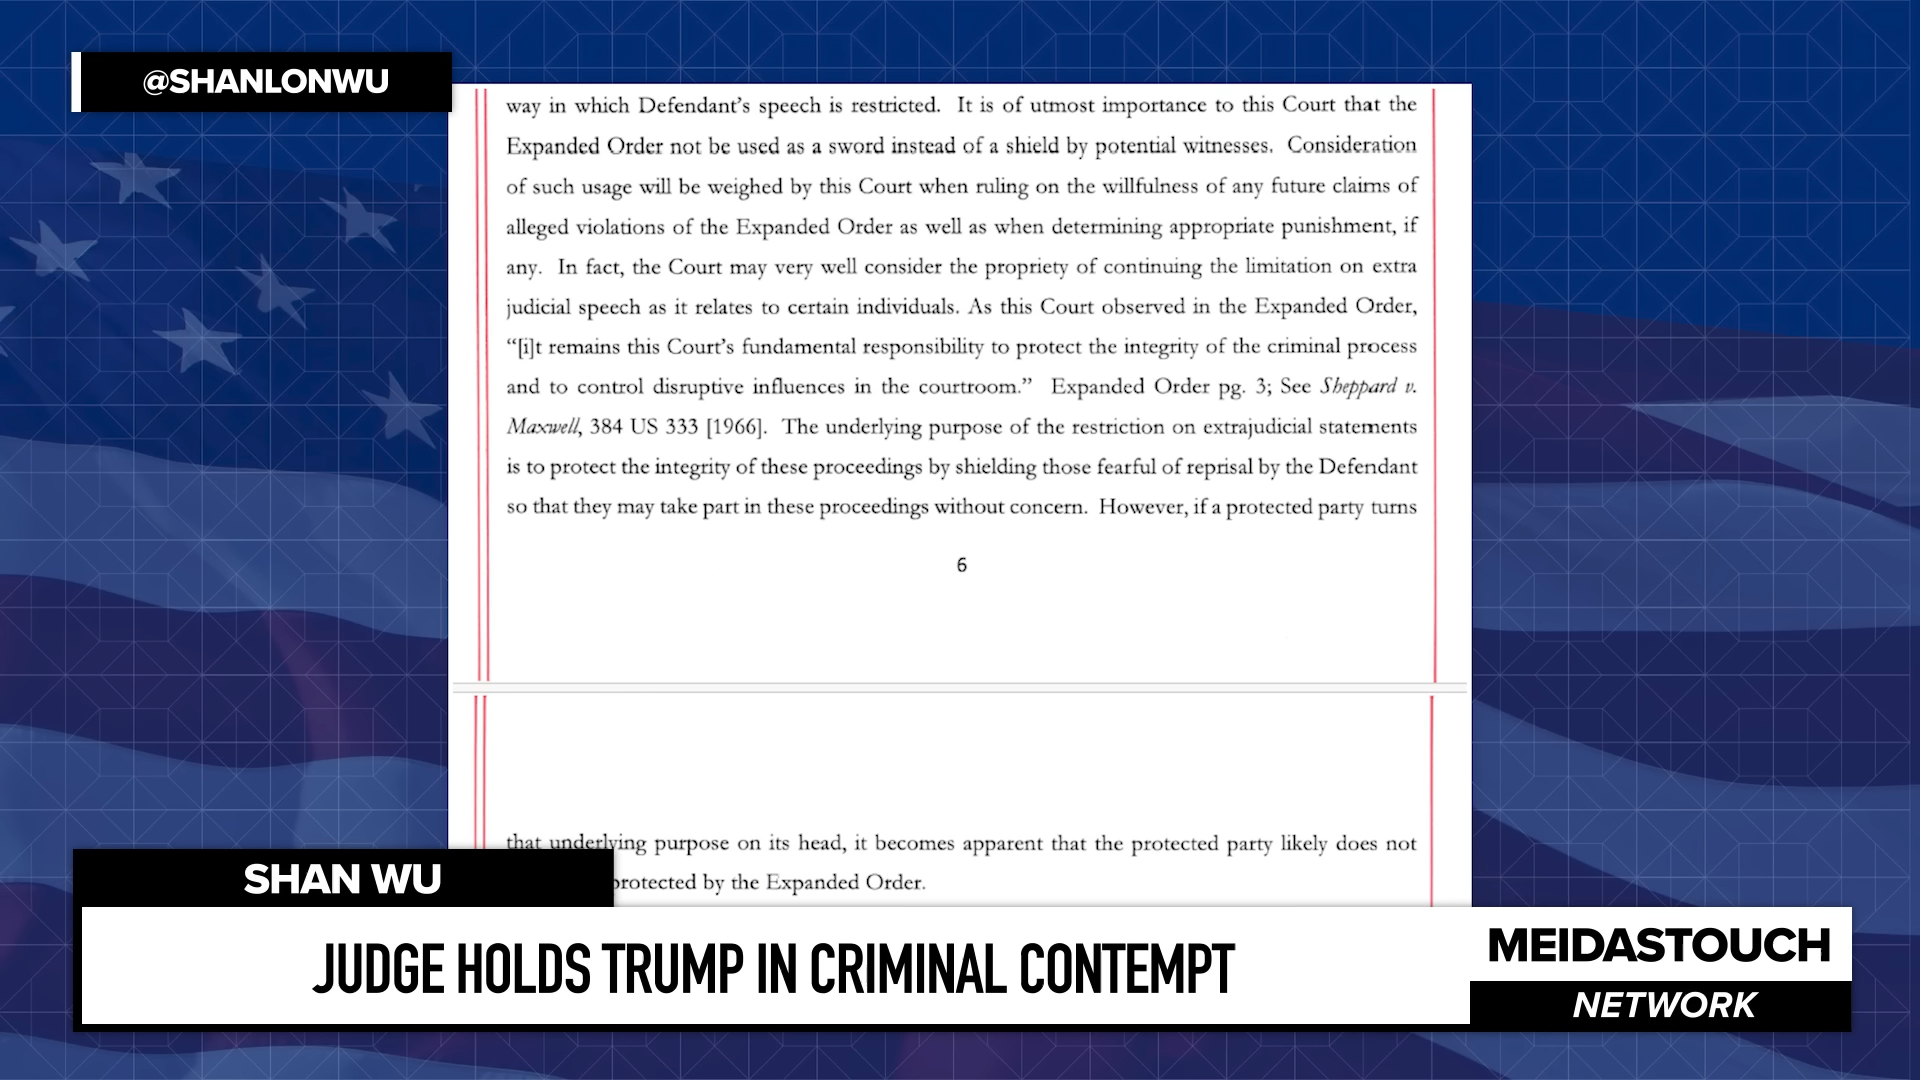 @SHANLONWU
way in which Defendant's speech is restricted. It is of utmost importance to this Court that the
Expanded Order not be used as a sword instead of a shield by potential witnesses. Consideration
of such usage will be weighed by this Court when ruling on the willfulness of any future claims of
alleged violations of the Expanded Order as well as when determining appropriate punishment, if
any. In fact, the Court may very well consider the propriety of continuing the limitation on extra
judicial speech as it relates to certain individuals. As this Court observed in the Expanded Order,
“[i]t remains this Court's fundamental responsibility to protect the integrity of the criminal process
and to control disruptive influences in the courtroom.” Expanded Order pg. 3; See Sheppard v.
Maxwell, 384 US 333 [1966]. The underlying purpose of the restriction on extrajudicial statements
is to protect the integrity of these proceedings by shielding those fearful of reprisal by the Defendant
so that they may take part in these proceedings without concern. However, if a protected party turns
6
that underlying purpose on its head, it becomes apparent that the protected party likely does not
protected by the Expanded Order.
SHAN WU
JUDGE HOLDS TRUMP IN CRIMINAL CONTEMPT
MEIDASTOUCH
NETWORK